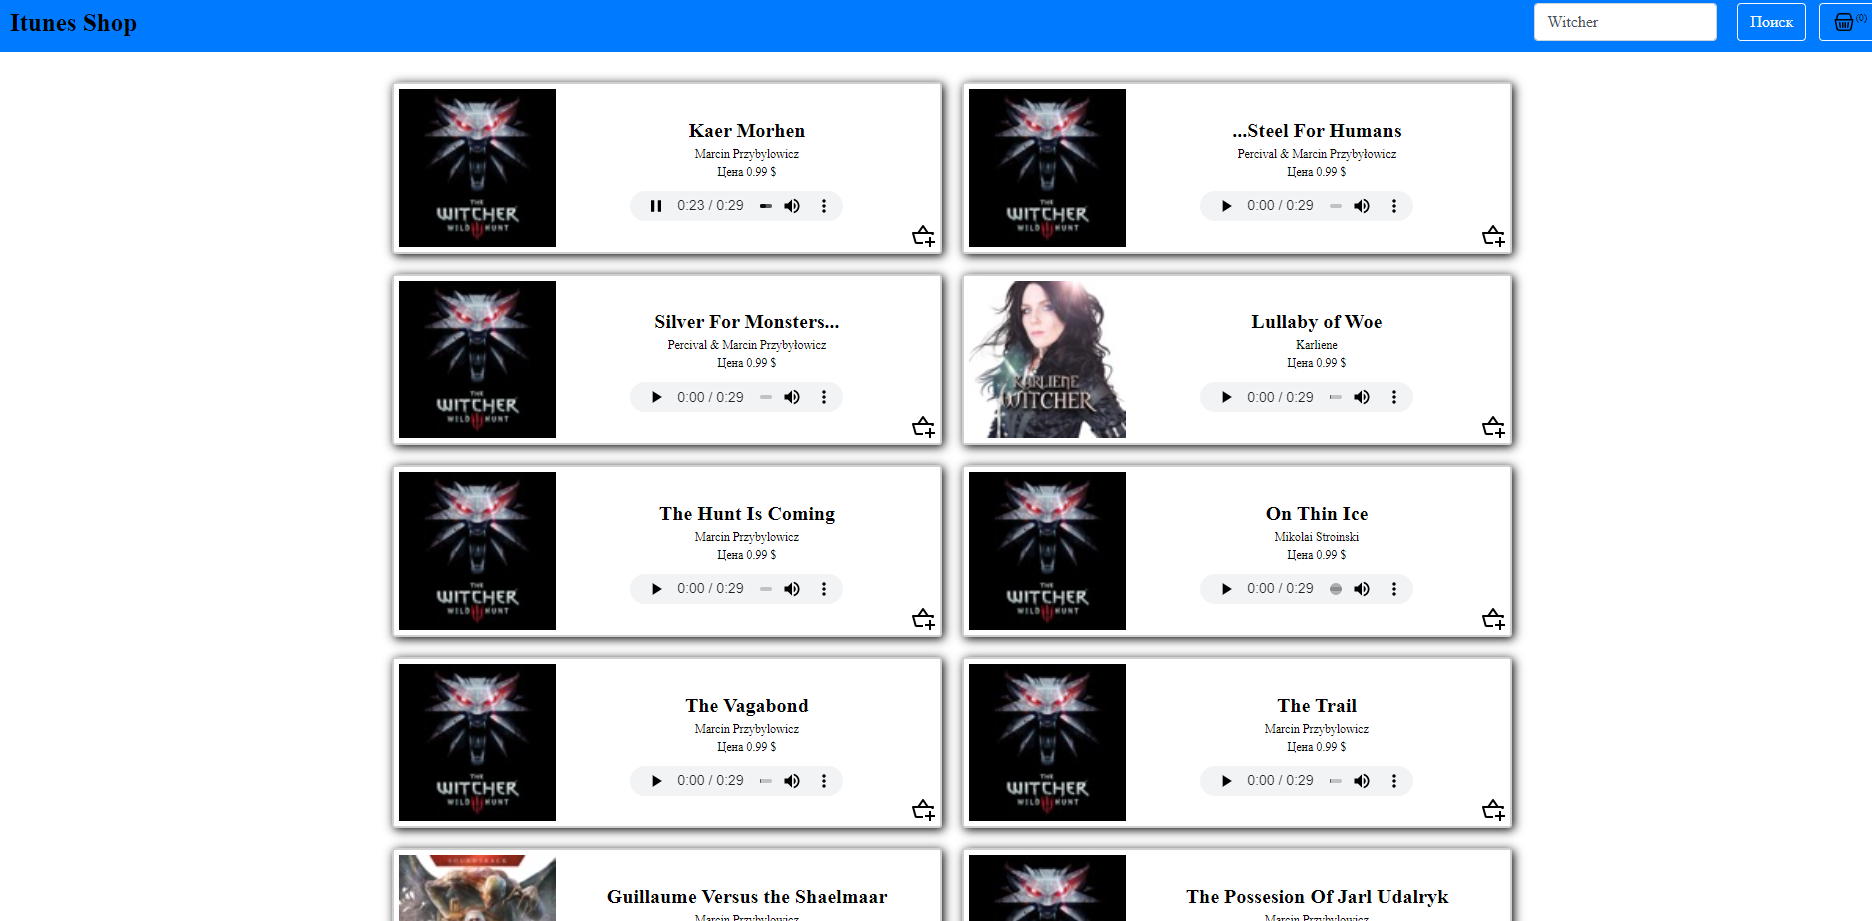 Itunes Shop
Witcher
Поиск
(0)
THE
WITCHER
WILD HUNT
Kaer Morhen
Marcin Przybylowicz
Цена 0.99 $
0:23 / 0:29
THE
WITCHER
WILD HUNT
...Steel For Humans
Percival & Marcin Przybyłowicz
Цена 0.99 $
0:00 / 0:29
THE
WITCHER
WILD HUNT
Silver For Monsters...
Percival & Marcin Przybyłowicz
Цена 0.99 $
0:00 / 0:29
KARLIENE
WITCHER
Lullaby of Woe
Karliene
Цена 0.99 $
0:00 / 0:29
THE
WITCHER
WILD HUNT
The Hunt Is Coming
Marcin Przybylowicz
Цена 0.99 $
0:00 / 0:29
THE
WITCHER
WILD HUNT
On Thin Ice
Mikolai Stroinski
Цена 0.99 $
0:00 / 0:29
THE
WITCHER
WILD HUNT
The Vagabond
Marcin Przybylowicz
Цена 0.99 $
0:00 / 0:29
THE
WITCHER
WILD HUNT
The Trail
Marcin Przybylowicz
Цена 0.99 $
0:00 / 0:29
SOUNDTRACK
Guillaume Versus the Shaelmaar
Marcin Przybylowicz
The Possesion Of Jarl Udalryk
Marcin Przybylowicz